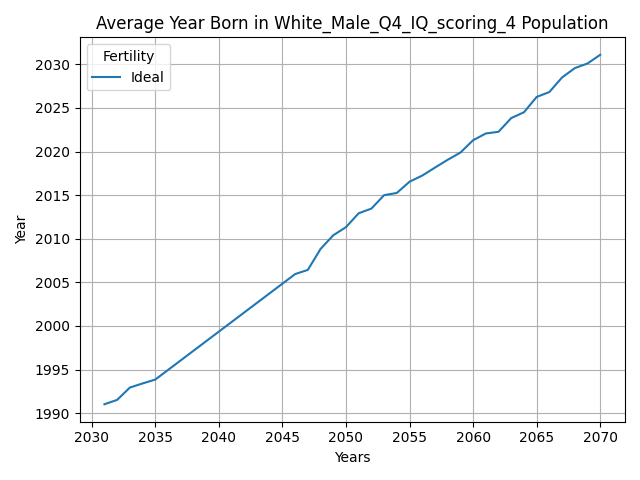 Average Year Born in White_Male_Q4_IQ_scoring_4 Population
Fertility
Ideal
Year
2030
2025
2020
2015
2010
2005
2000
1995
1990
2030 2035 2040 2045 2050 2055 2060 2065 2070
Years